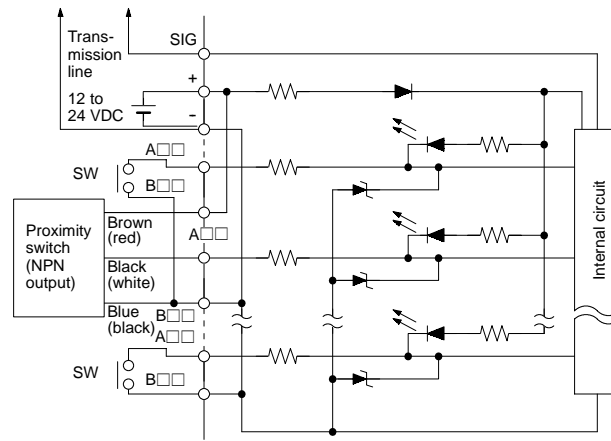 Trans-
mission
line
SIG
+
12 to
24 VDC
-
A□□
SW
B□□
Proximity
switch
(NPN
output)
Brown
(red)
A□□
Black
(white)
Blue
(black)
B□□
A□□
SW
B□□
Internal circuit